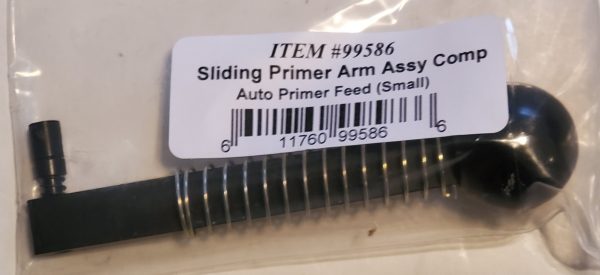 ITEM #99586
Sliding Primer Arm Assy Comp
Auto Primer Feed (Small)
6 11760 99586 6